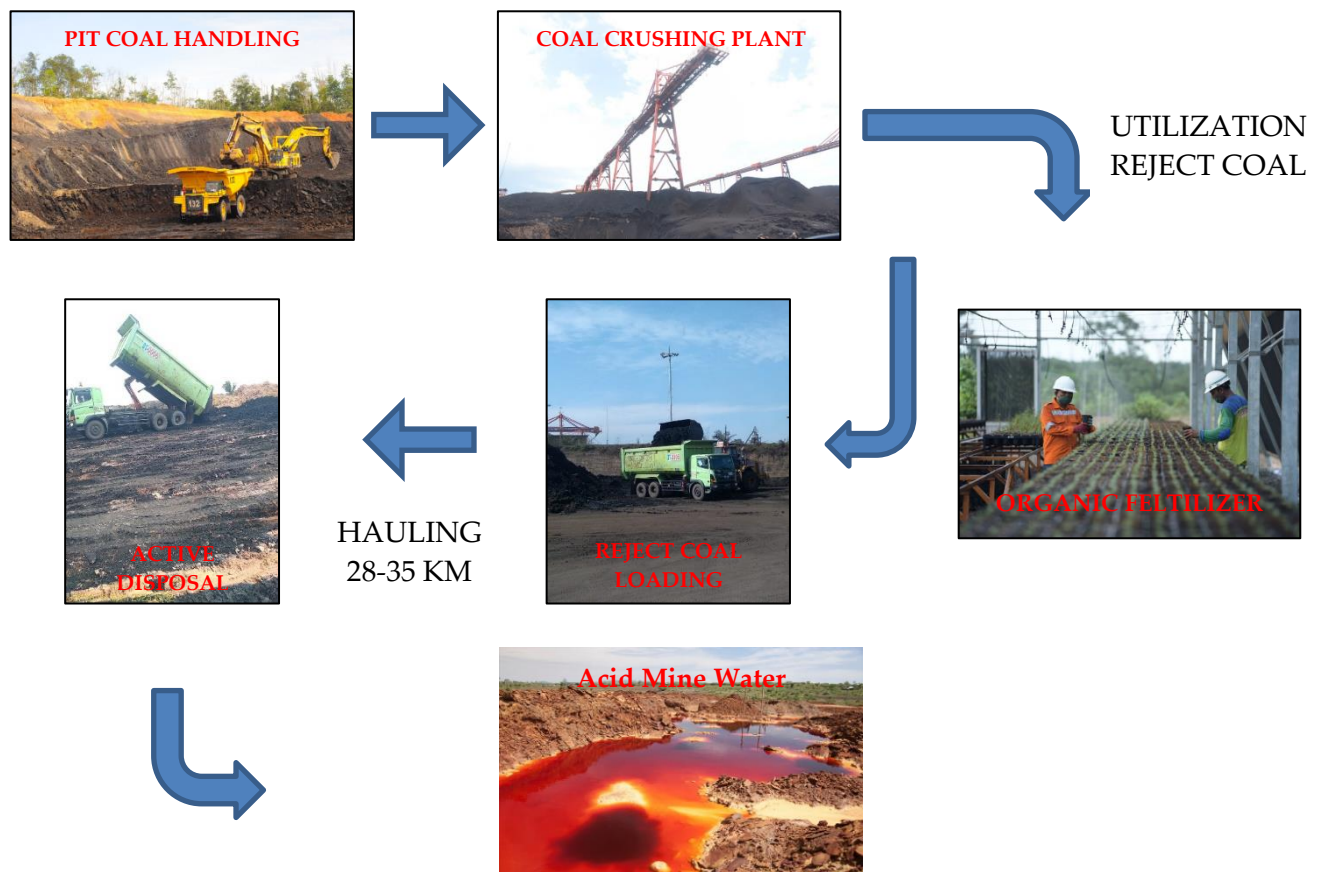 PIT COAL HANDLING
COAL CRUSHING PLANT
UTILIZATION
REJECT COAL
ORGANIC FELTILIZER
REJECT COAL
LOADING
HAULING
28-35 KM
ACTIVE
DISPOSAL
Acid Mine Water
132